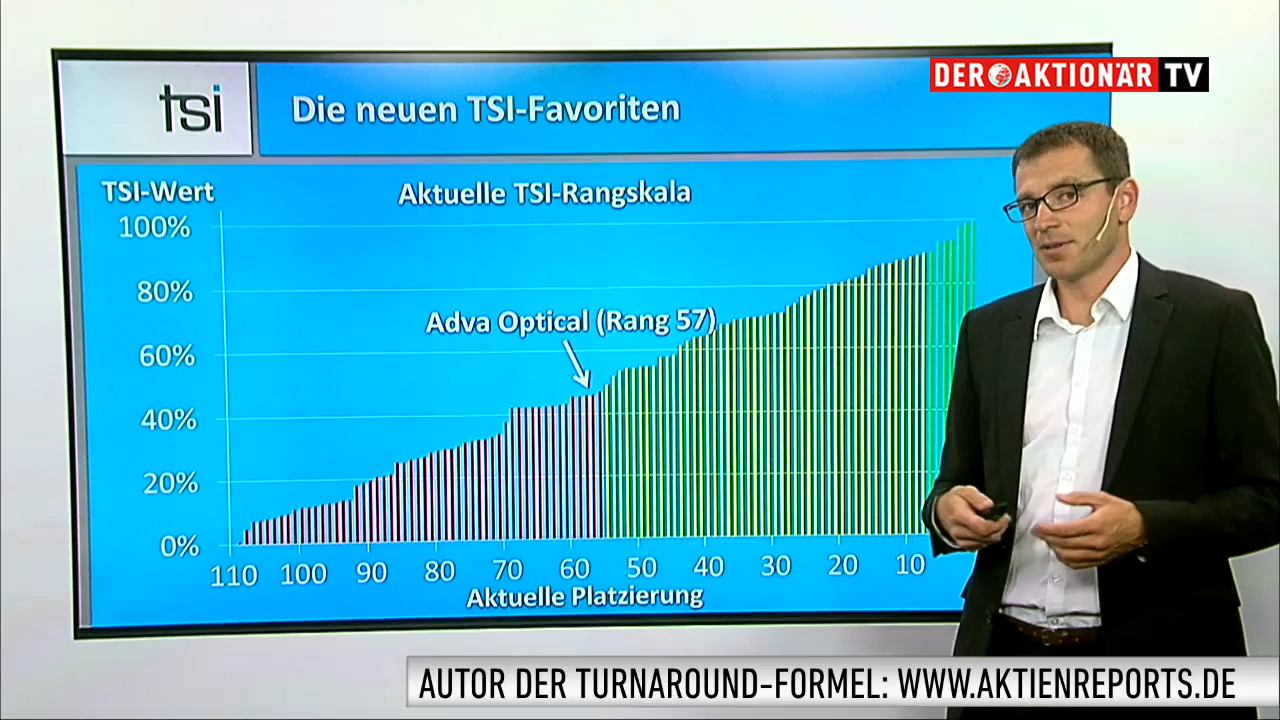 DER AKTIONÄR TV
tsi
Die neuen TSI-Favoriten
TSI-Wert
Aktuelle TSI-Rangskala
100%
80%
Adva Optical (Rang 57)
60%
40%
20%
0%
110 100 90 80 70 60 50 40 30 20 10
Aktuelle Platzierung
AUTOR DER TURNAROUND-FORMEL: WWW.AKTIENREPORTS.DE